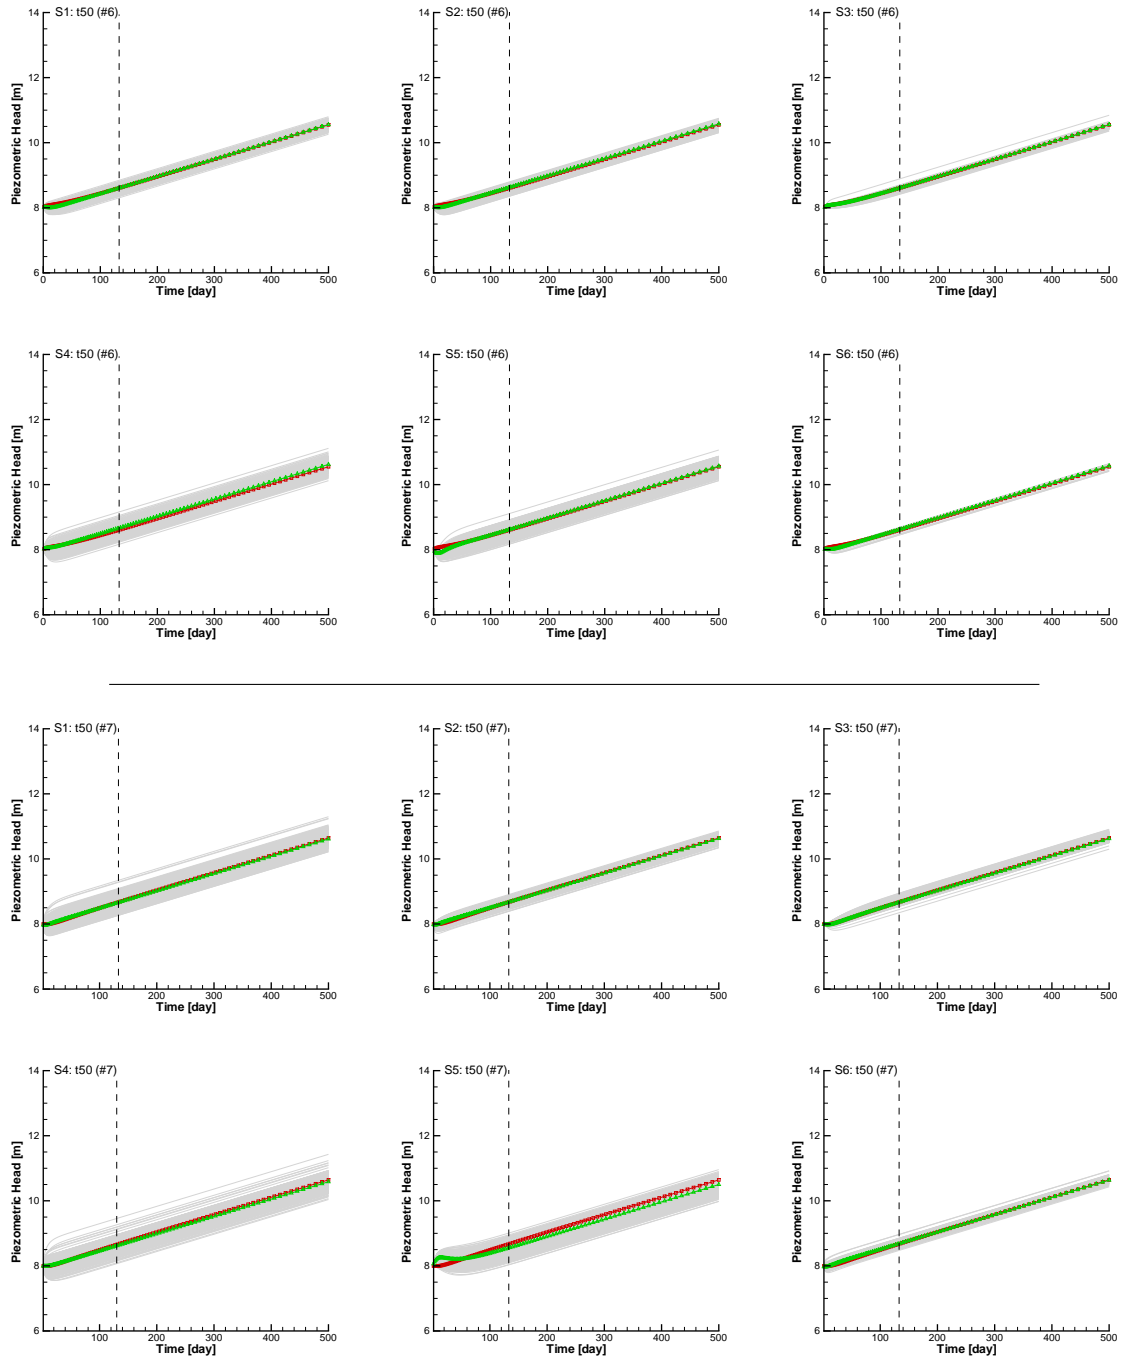 S1: t50 (#6)
14
12
10
8
6
Piezometric Head [m]
0 100 200 300 400 500
Time [day]
S2: t50 (#6)
14
12
10
8
6
Piezometric Head [m]
0 100 200 300 400 500
Time [day]
S3: t50 (#6)
14
12
10
8
6
Piezometric Head [m]
0 100 200 300 400 500
Time [day]
S4: t50 (#6)
14
12
10
8
6
Piezometric Head [m]
0 100 200 300 400 500
Time [day]
S5: t50 (#6)
14
12
10
8
6
Piezometric Head [m]
0 100 200 300 400 500
Time [day]
S6: t50 (#6)
14
12
10
8
6
Piezometric Head [m]
0 100 200 300 400 500
Time [day]
S1: t50 (#7)
14
12
10
8
6
Piezometric Head [m]
0 100 200 300 400 500
Time [day]
S2: t50 (#7)
14
12
10
8
6
Piezometric Head [m]
0 100 200 300 400 500
Time [day]
S3: t50 (#7)
14
12
10
8
6
Piezometric Head [m]
0 100 200 300 400 500
Time [day]
S4: t50 (#7)
14
12
10
8
6
Piezometric Head [m]
0 100 200 300 400 500
Time [day]
S5: t50 (#7)
14
12
10
8
6
Piezometric Head [m]
0 100 200 300 400 500
Time [day]
S6: t50 (#7)
14
12
10
8
6
Piezometric Head [m]
0 100 200 300 400 500
Time [day]